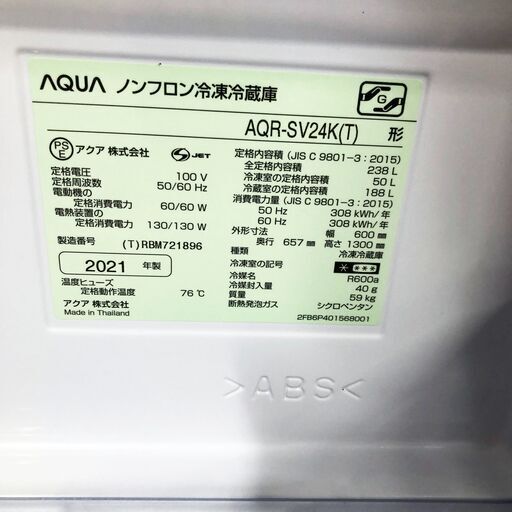 AQUA ノンフロン冷凍冷蔵庫
G
AQR-SV24K(T) 形
PS E アクア 株式会社 S JET
定格電圧 100 V
定格周波数 50/60 Hz
電動機の
定格消費電力 60/60 W
電熱装置の
定格消費電力 130/130 W
製造番号 (T)RBM721896
2021 年製
温度ヒューズ
定格動作温度 76 ℃
アクア 株式会社
Made in Thailand
定格内容積 (JIS C 9801-3 : 2015)
全定格内容積 238 L
冷凍室の定格内容積 50 L
冷蔵室の定格内容積 188 L
消費電力量 (JIS C 9801-3 : 2015)
50 Hz 308 kWh/年
60 Hz 308 kWh/年
外形寸法 幅 600 mm
奥行 657 mm 高さ 1300 mm
種類 冷凍冷蔵庫
冷凍室の記号 * ***
冷媒名 R600a
冷媒封入量 40 g
質量 59 kg
断熱発泡ガス シクロペンタン
2FB6P401568001
>ABS<